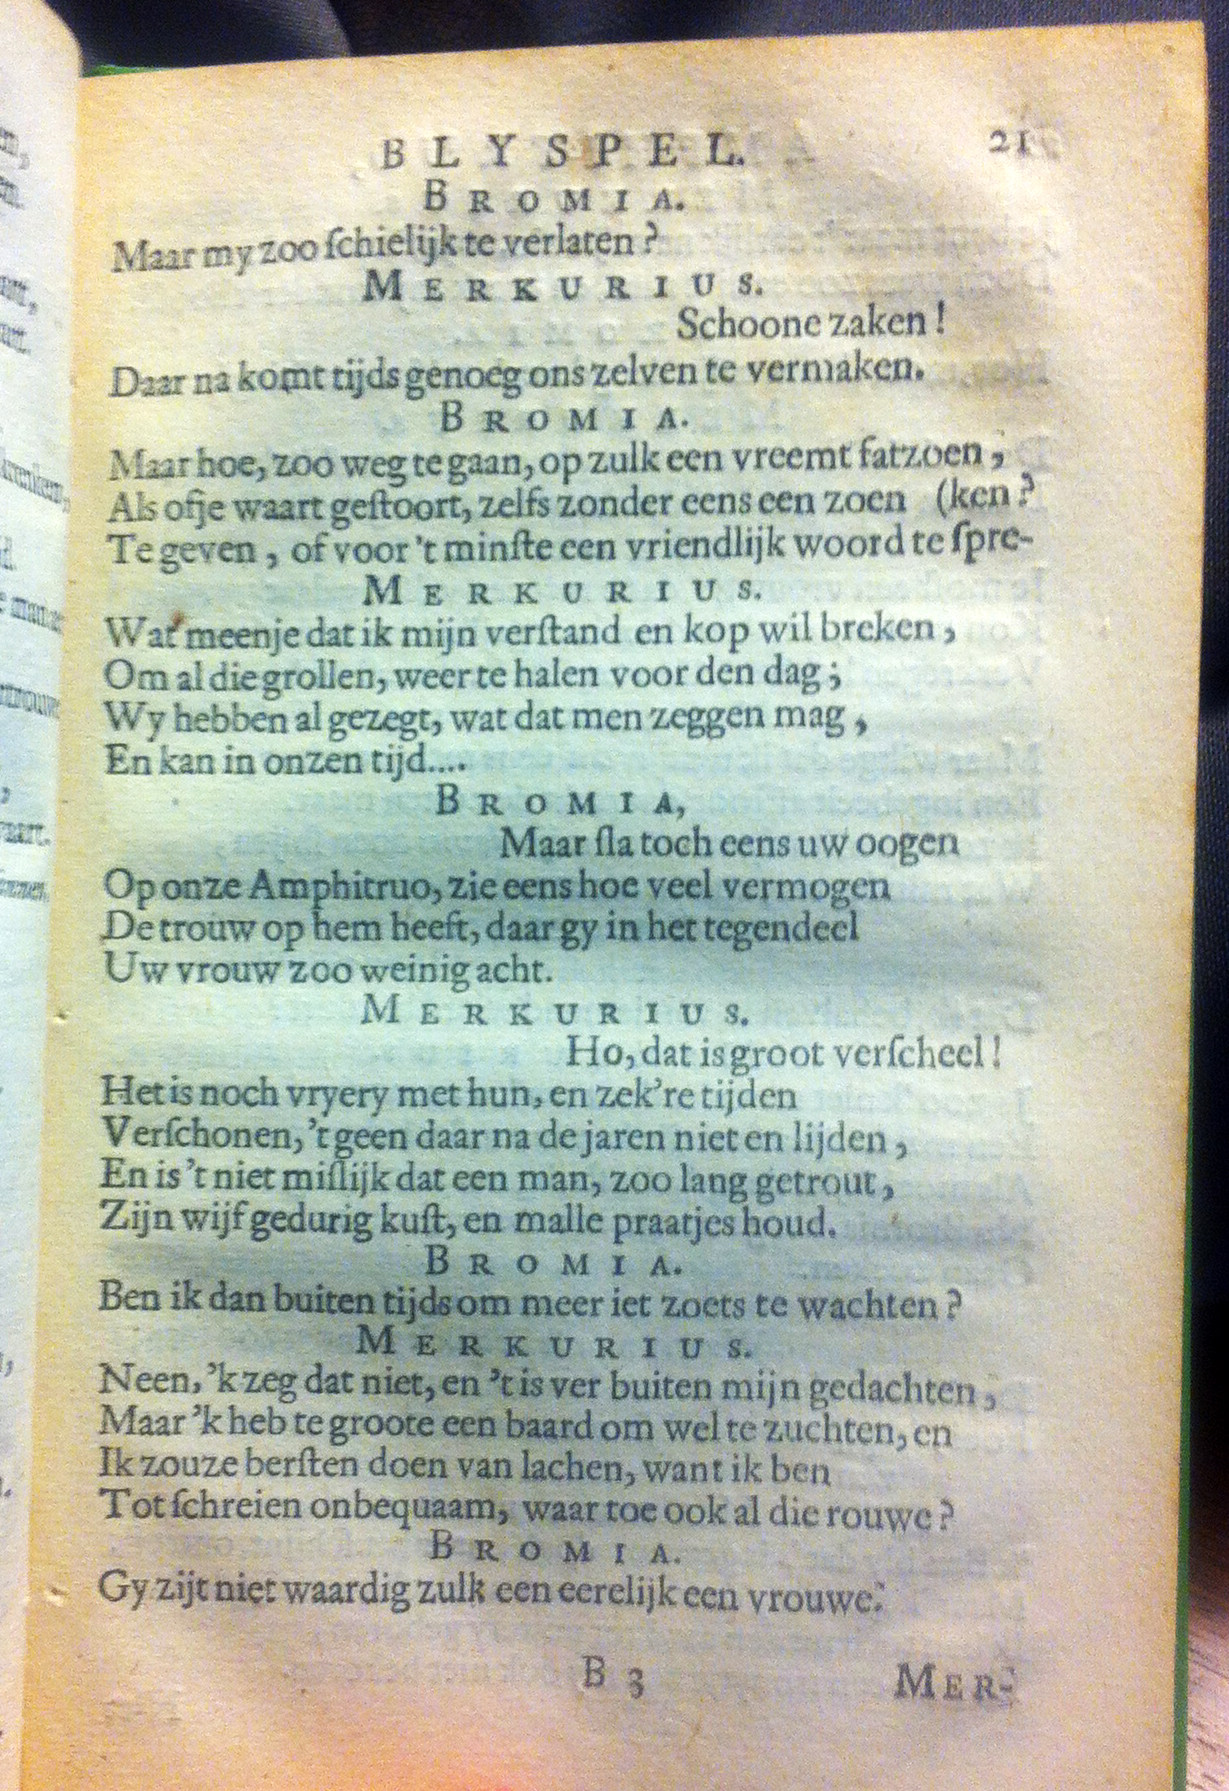 BLYSPEL. 21
BROMIA.
Maar my zoo ſchielijk te verlaten?
MERKURIUS.
Schoone zaken!
Daar na komt tijds genoeg ons zelven te vermaken.
BROMIA.
Maar hoe, zoo weg te gaan, op zulk een vreemt fatzoen,
Als ofje waart geſtoort, zelfs zonder eens een zoen (ken?
Te geven, of voor 't minſte een vriendlijk woord te ſpre-
MERKURIUS.
Wat meenje dat ik mijn verſtand en kop wil breken,
Om al die grollen, weer te halen voor den dag;
Wy hebben al gezegt, wat dat men zeggen mag,
En kan in onzen tijd....
BROMIA,
Maar ſla toch eens uw oogen
Op onze Amphitruo, zie eens hoe veel vermogen
De trouw op hem heeft, daar gy in het tegendeel
Uw vrouw zoo weinig acht.
MERKURIUS.
Ho, dat is groot verſcheel!
Het is noch vryery met hun, en zek're tijden
Verſchonen, 't geen daar na de jaren niet en lijden,
En is 't niet miſlijk dat een man, zoo lang getrout,
Zijn wijf gedurig kuſt, en malle praatjes houd.
BROMIA.
Ben ik dan buiten tijds om meer iet zoets te wachten?
MERKURIUS.
Neen, 'k zeg dat niet, en 't is ver buiten mijn gedachten,
Maar 'k heb te groote een baard om wel te zuchten, en
Ik zouze berſten doen van lachen, want ik ben
Tot ſchreien onbequaam, waar toe ook al die rouwe?
BROMIA.
Gy zijt niet waardig zulk een eerelijk een vrouwe.
B 3 MER-